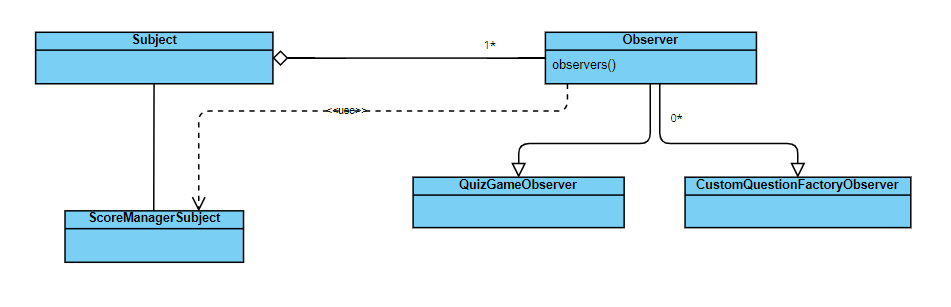 Subject
1*
Observer
observers()
<<use>>
0*
QuizGameObserver
CustomQuestionFactoryObserver
ScoreManagerSubject